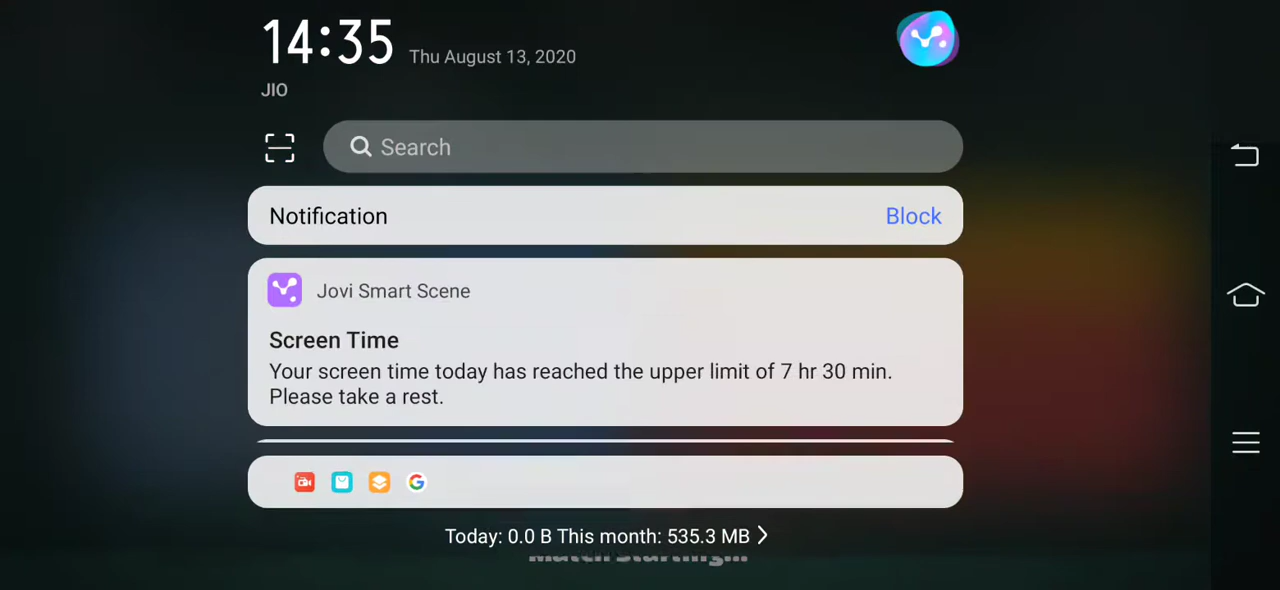 14:35 Thu August 13, 2020
JIO
Search
Notification Block
Jovi Smart Scene
Screen Time
Your screen time today has reached the upper limit of 7 hr 30 min.
Please take a rest.
Today: 0.0 B This month: 535.3 MB
Match starting...